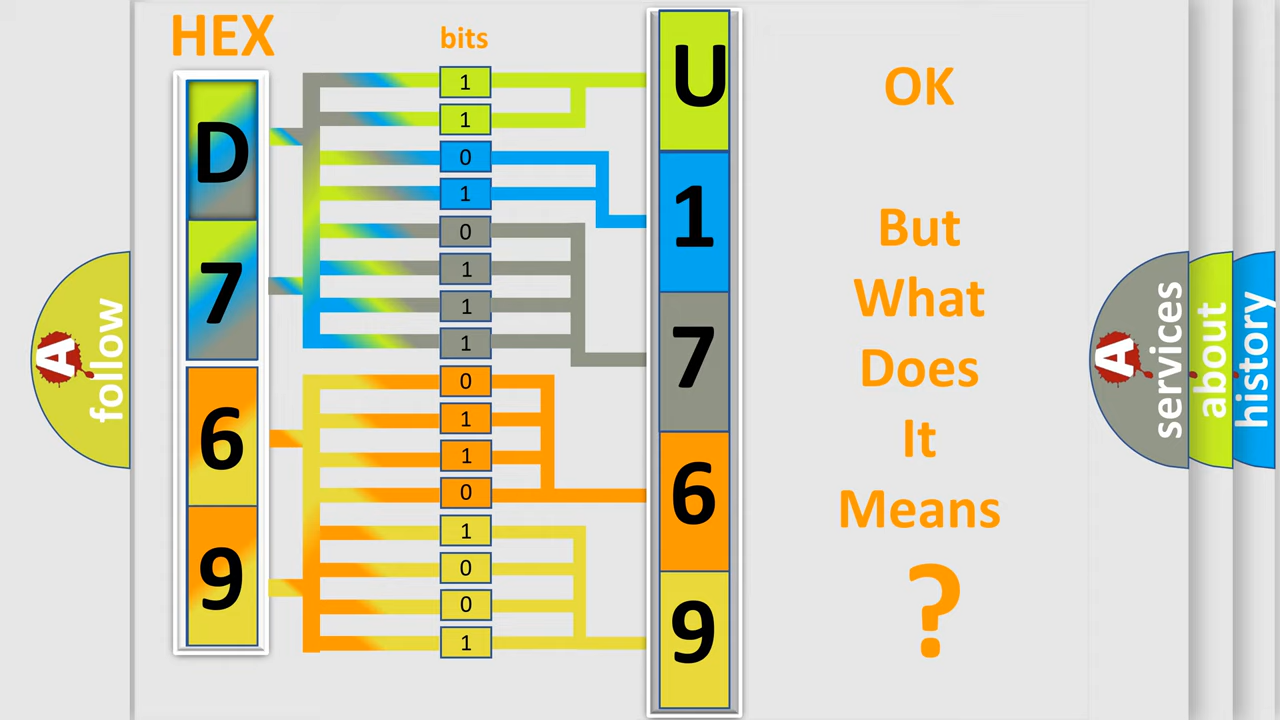 HEX
bits
D
7
6
9
1
1
0
1
0
1
1
1
0
1
1
0
1
0
0
1
U
1
7
6
9
OK
But
What
Does
It
Means
?
A
follow
A
services
about
history